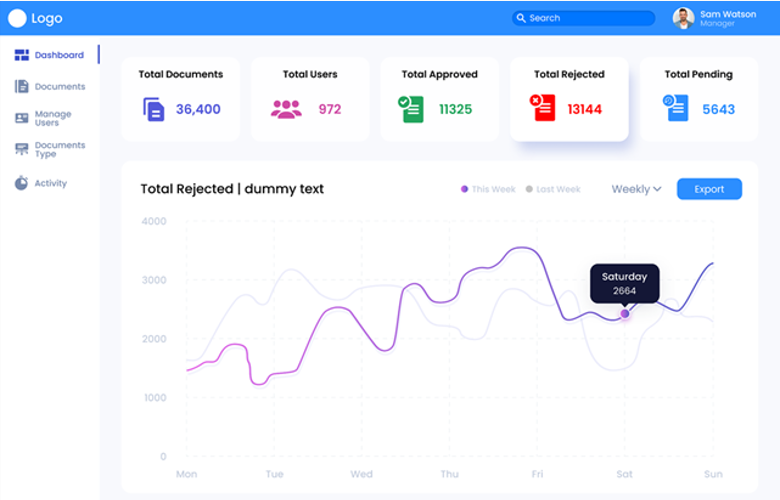 Logo
Search
Sam Watson
Manager
Dashboard
Documents
Manage
Users
Documents
Type
Activity
Total Documents
36,400
Total Users
972
Total Approved
11325
Total Rejected
13144
Total Pending
5643
Total Rejected | dummy text
This Week
Last Week
Weekly
Export
4000
3000
2000
1000
0
Saturday
2664
Mon Tue Wed Thu Fri Sat Sun